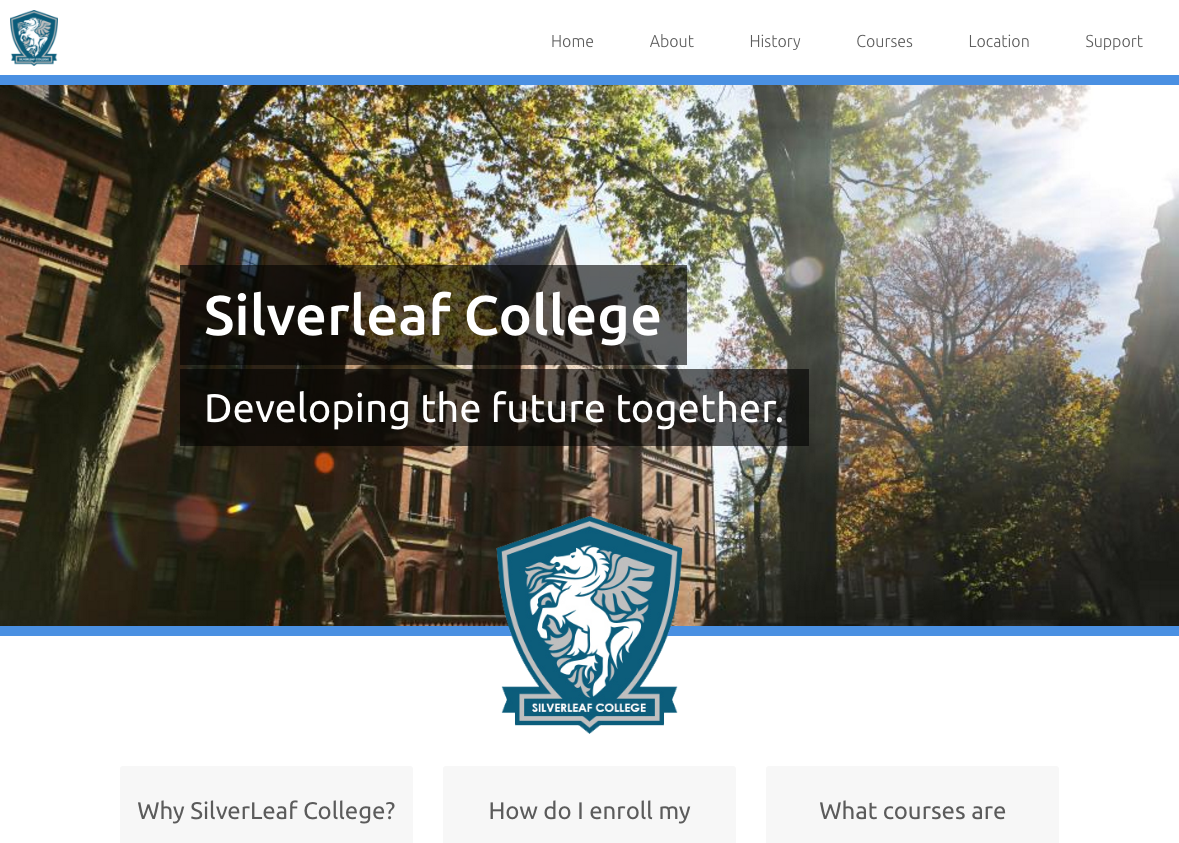 Home About History Courses Location Support
Silverleaf College
Developing the future together.
SILVERLEAF COLLEGE
Why SilverLeaf College?
How do I enroll my
What courses are